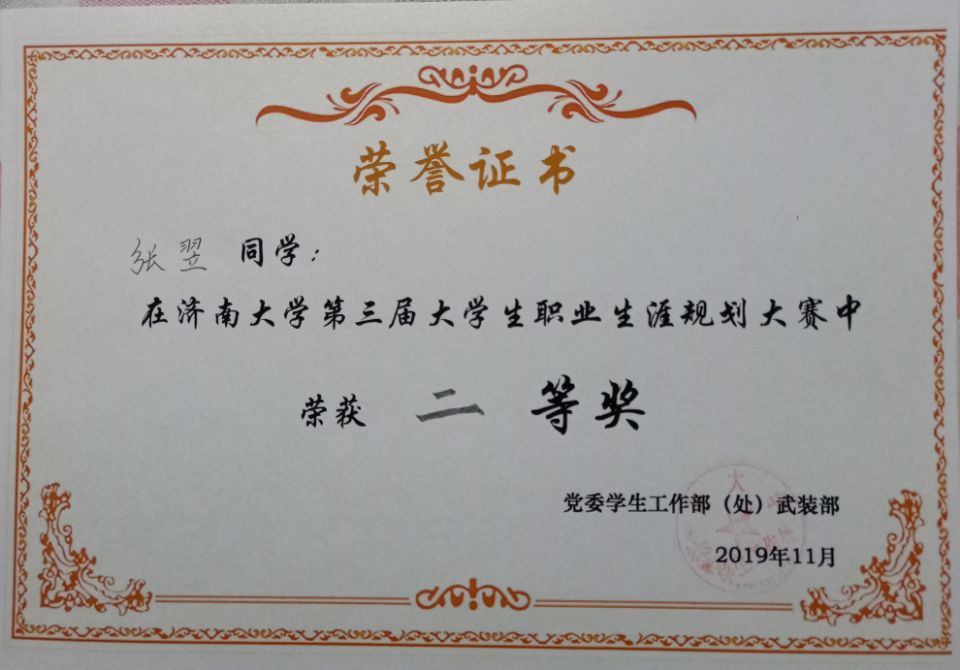 荣誉证书
张翌 同学：
在济南大学第三届大学生职业生涯规划大赛中
荣获 二 等奖
党委学生工作部（处）武装部
2019年11月